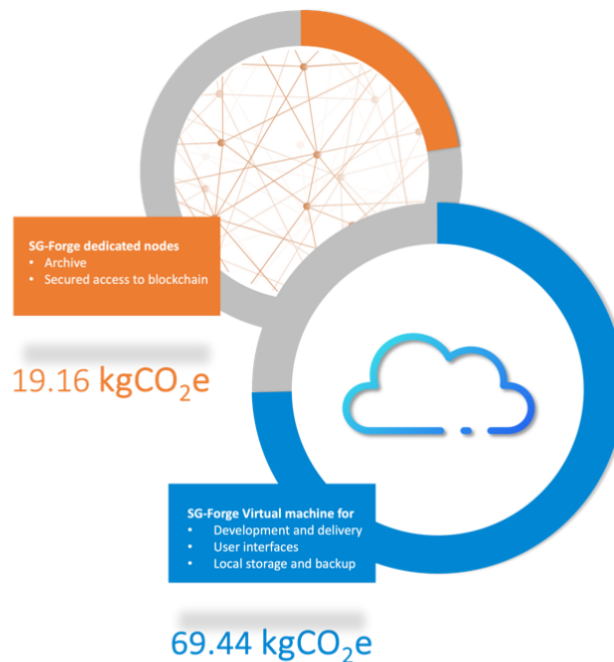 SG-Forge dedicated nodes
• Archive
• Secured access to blockchain
19.16 kgCO₂e
SG-Forge Virtual machine for
• Development and delivery
• User interfaces
• Local storage and backup
69.44 kgCO₂e